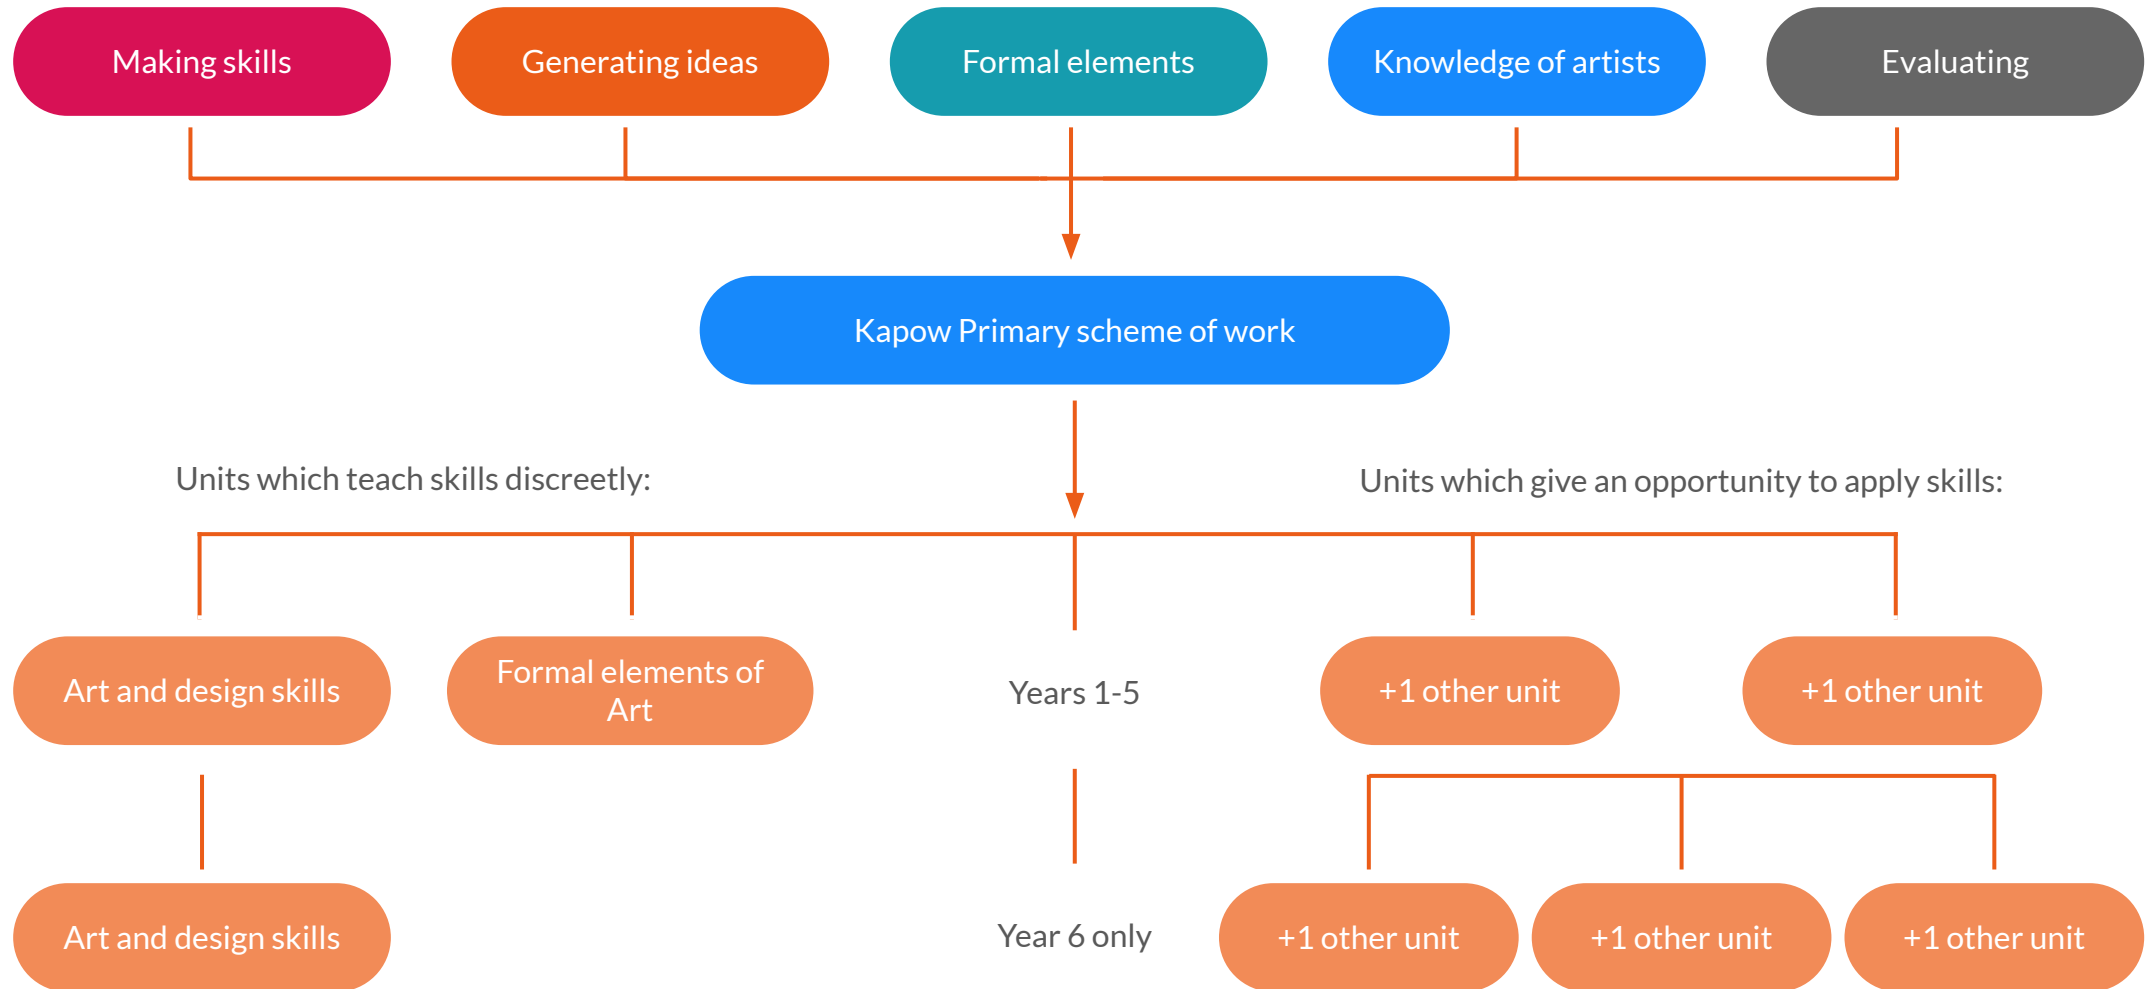 Making skills
Generating ideas
Formal elements
Knowledge of artists
Evaluating
Kapow Primary scheme of work
Units which teach skills discreetly:
Units which give an opportunity to apply skills:
Art and design skills
Formal elements of
Art
Years 1-5
+1 other unit
+1 other unit
Art and design skills
Year 6 only
+1 other unit
+1 other unit
+1 other unit